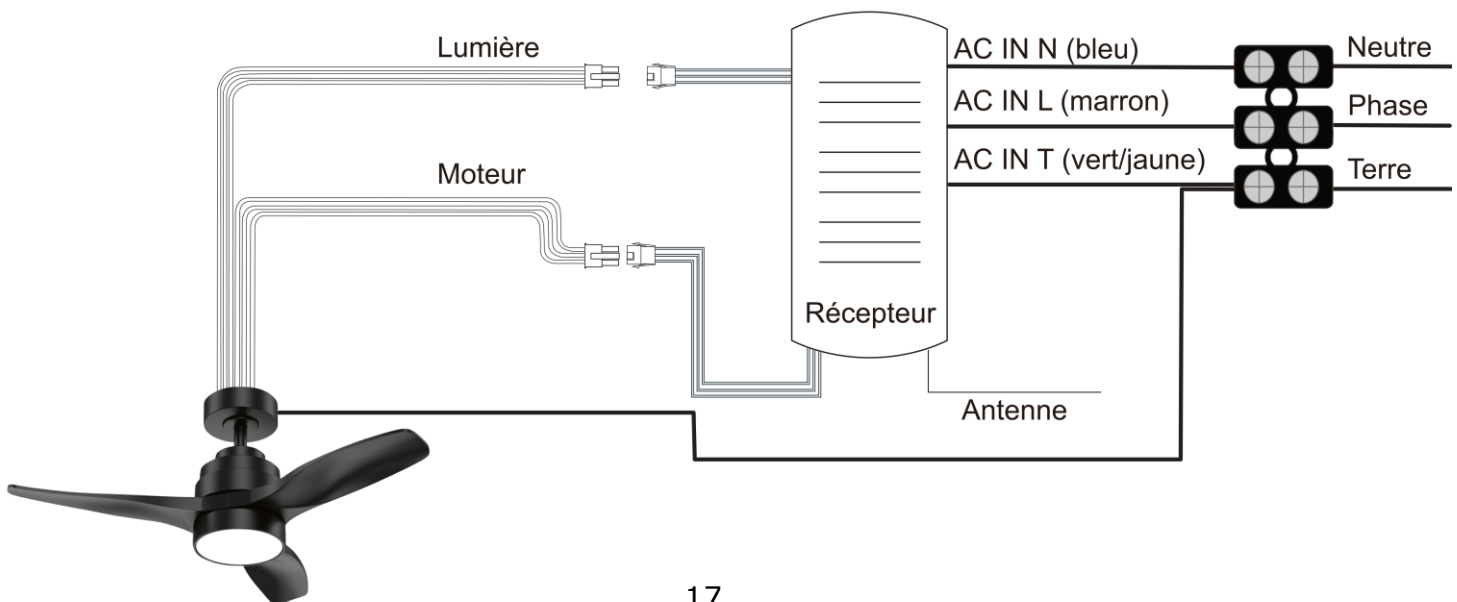 Lumière
AC IN N (bleu)
Neutre
AC IN L (marron)
Phase
Moteur
AC IN T (vert/jaune)
Terre
Récepteur
Antenne
17